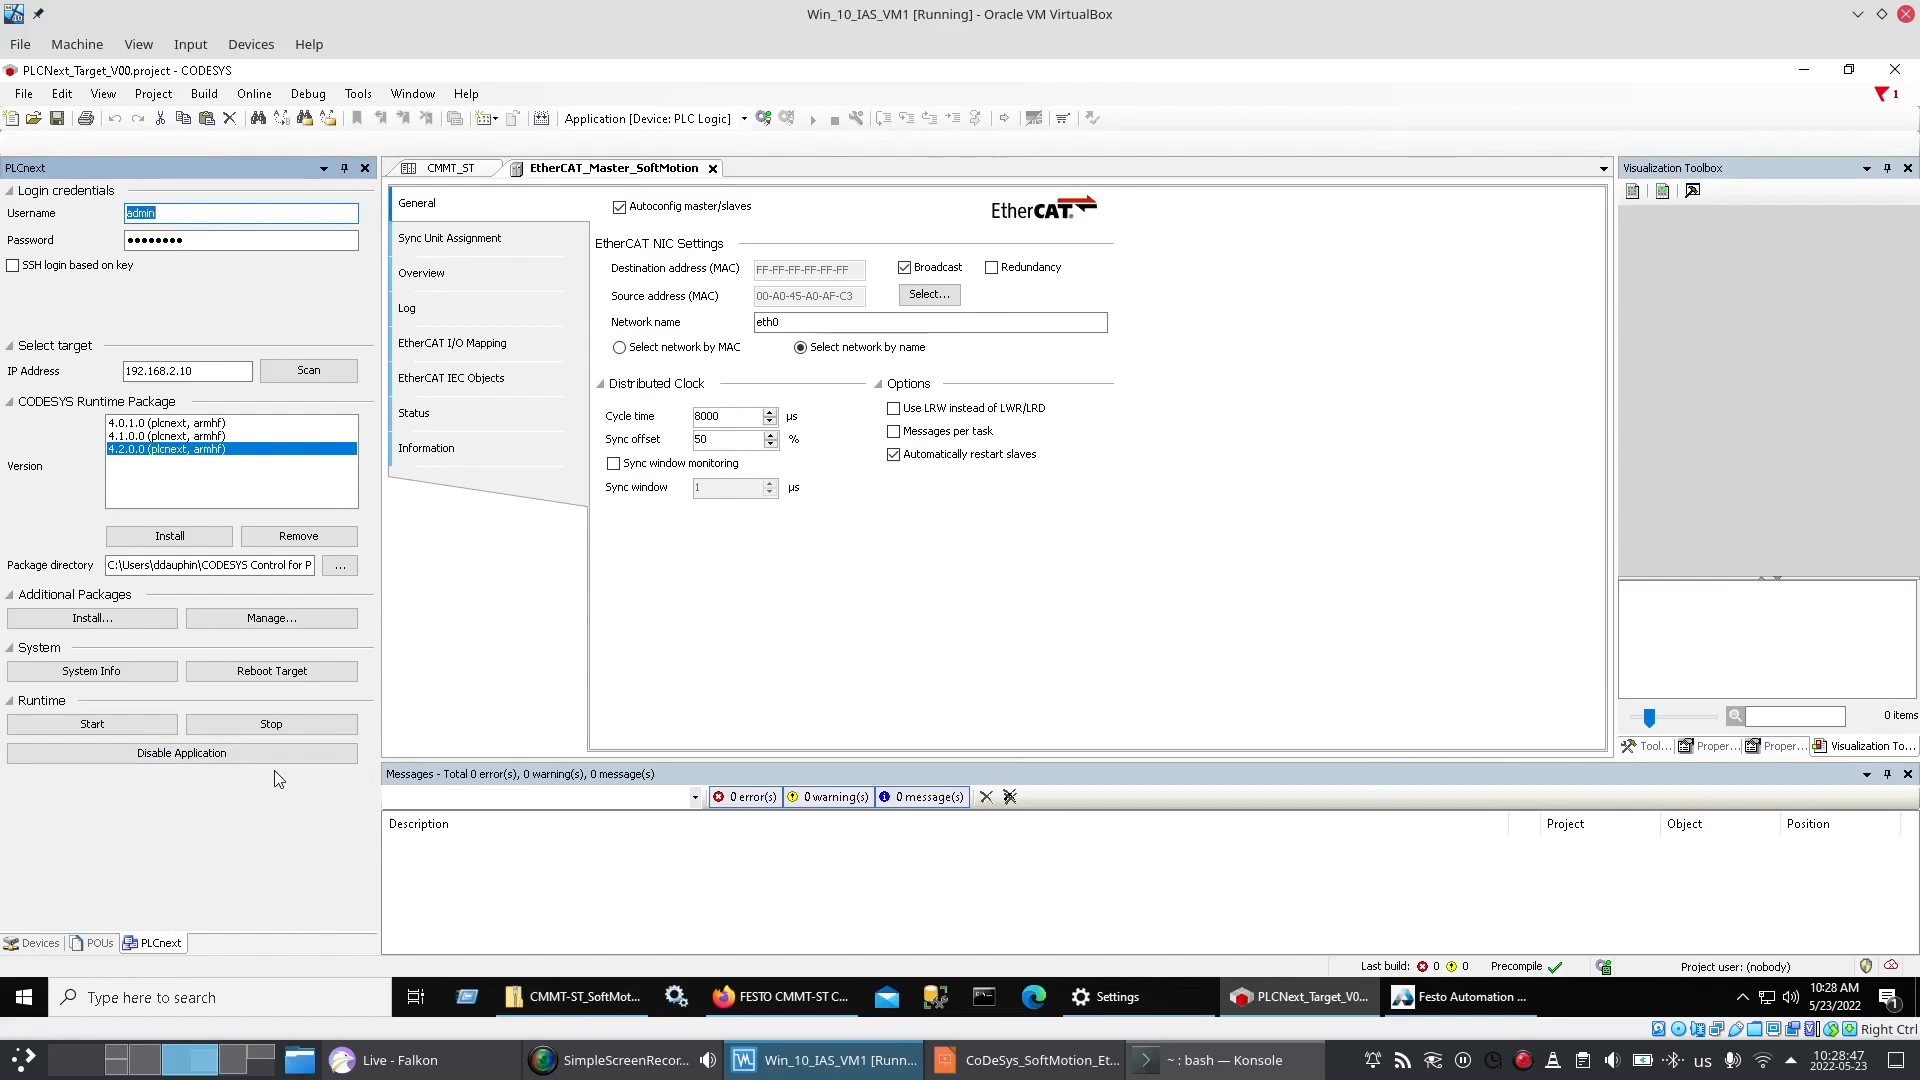 Win_10_IAS_VM1 [Running] - Oracle VM VirtualBox
File Machine View Input Devices Help
PLCNext_Target_V00.project - CODESYS
File Edit View Project Build Online Debug Tools Window Help
1
Application [Device: PLC Logic]
PLCnext
Login credentials
Username admin
Password ●●●●●●●●
SSH login based on key
Select target
IP Address 192.168.2.10 Scan
CODESYS Runtime Package
4.0.1.0 (plcnext, armhf)
4.1.0.0 (plcnext, armhf)
4.2.0.0 (plcnext, armhf)
Version
Install Remove
Package directory C:\Users\ddauphin\CODESYS Control for P ...
Additional Packages
Install... Manage...
System
System Info Reboot Target
Runtime
Start Stop
Disable Application
Devices POUs PLCnext
CMMT_ST EtherCAT_Master_SoftMotion
General
Sync Unit Assignment
Overview
Log
EtherCAT I/O Mapping
EtherCAT IEC Objects
Status
Information
Autoconfig master/slaves EtherCAT
EtherCAT NIC Settings
Destination address (MAC) FF-FF-FF-FF-FF-FF Broadcast Redundancy
Source address (MAC) 00-A0-45-A0-AF-C3 Select...
Network name eth0
Select network by MAC Select network by name
Distributed Clock
Cycle time 8000 µs
Sync offset 50 %
Sync window monitoring
Sync window 1 µs
Options
Use LRW instead of LWR/LRD
Messages per task
Automatically restart slaves
Visualization Toolbox
0 items
Tool... Proper... Proper... Visualization To...
Messages - Total 0 error(s), 0 warning(s), 0 message(s)
0 error(s) 0 warning(s) 0 message(s)
Description Project Object Position
Last build: 0 0 Precompile Project user: (nobody)
Type here to search CMMT-ST_SoftMot... FESTO CMMT-ST C... Settings PLCNext_Target_V0... Festo Automation ... 10:28 AM
5/23/2022 1
Right Ctrl
Live - Falkon SimpleScreenRecor... Win_10_IAS_VM1 [Runn... CoDeSys_SoftMotion_Et... ~ : bash — Konsole us 10:28:47
2022-05-23